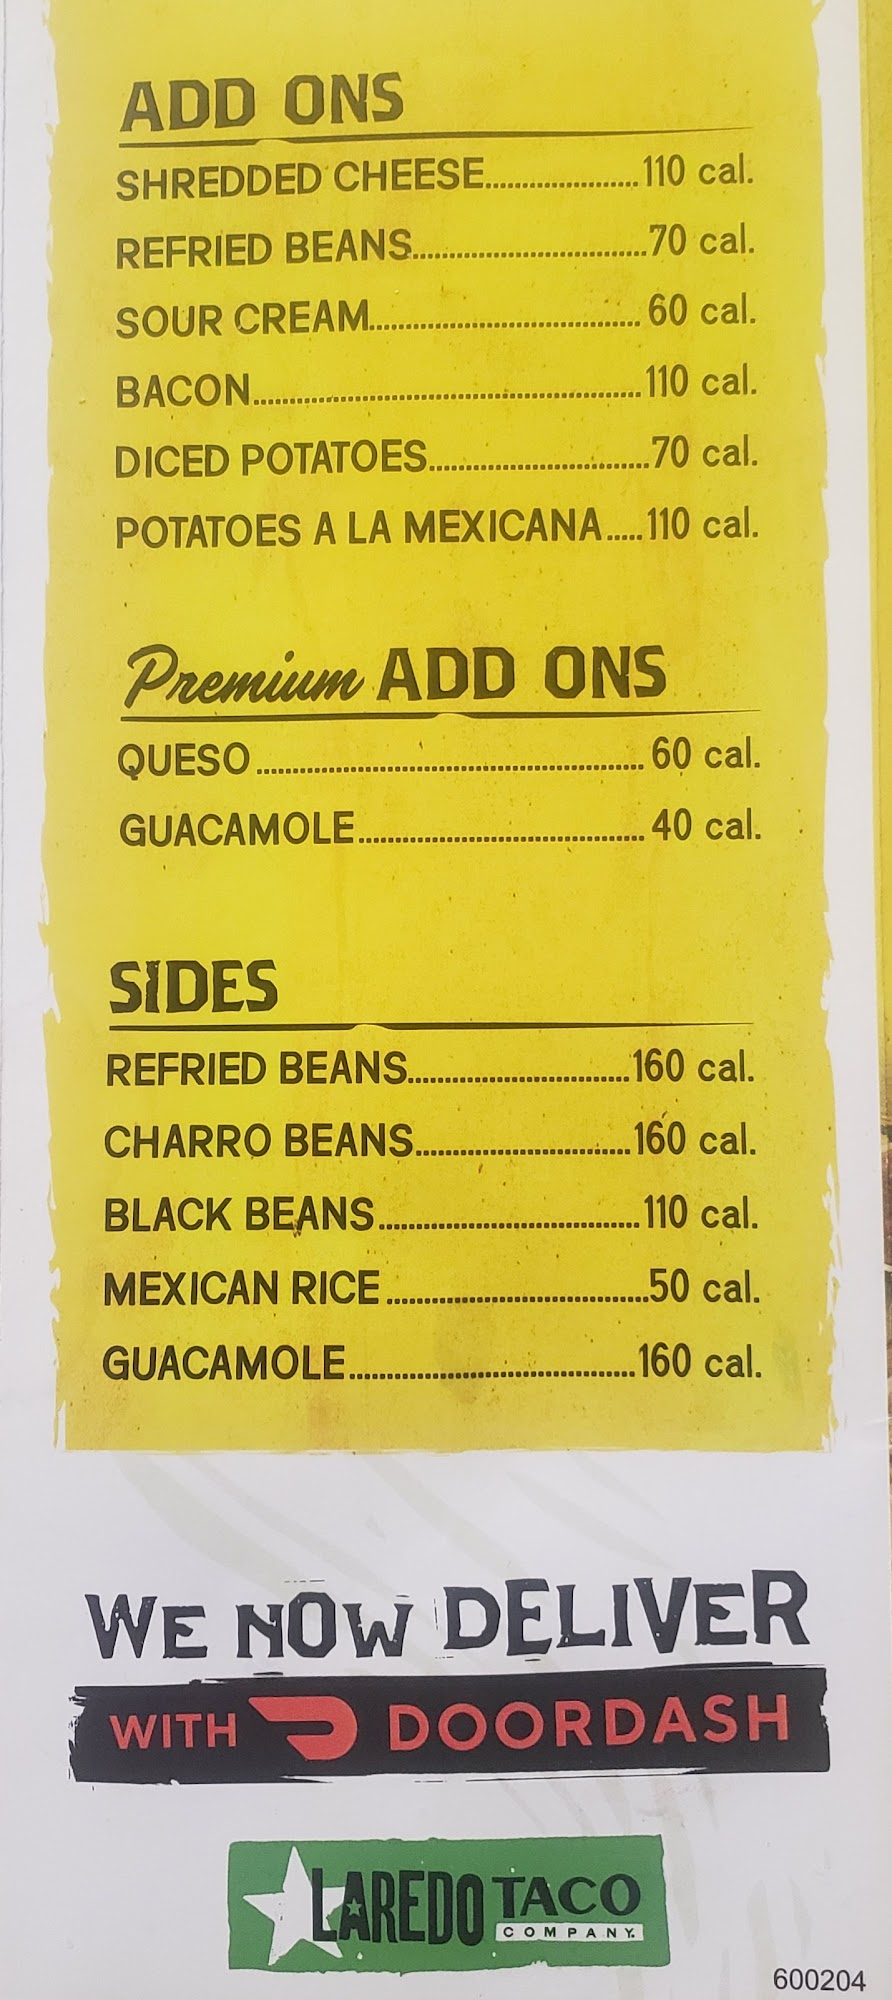 ADD ONS
SHREDDED CHEESE....................110 cal.
REFRIED BEANS..............................70 cal.
SOUR CREAM................................... 60 cal.
BACON..................................................110 cal.
DICED POTATOES............................70 cal.
POTATOES A LA MEXICANA.....110 cal.
Premium ADD ONS
QUESO.................................................. 60 cal.
GUACAMOLE..................................... 40 cal.
SIDES
REFRIED BEANS............................160 cal.
CHARRO BEANS............................160 cal.
BLACK BEANS..................................110 cal.
MEXICAN RICE..................................50 cal.
GUACAMOLE.....................................160 cal.
WE NOW DELIVER
WITH DOORDASH
LAREDO TACO
COMPANY.
600204